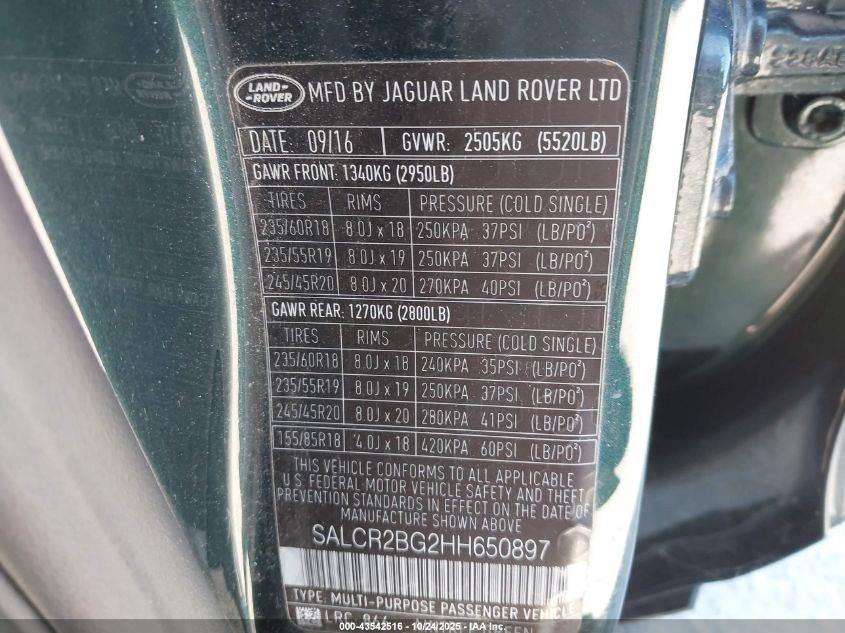 LAND ROVER MFD BY JAGUAR LAND ROVER LTD
DATE: 09/16 GVWR: 2505KG (5520LB)
GAWR FRONT: 1340KG (2950LB)
TIRES RIMS PRESSURE (COLD SINGLE)
235/60R18 8.0J x 18 250KPA 37PSI (LB/PO²)
235/55R19 8.0J x 19 250KPA 37PSI (LB/PO²)
245/45R20 8.0J x 20 270KPA 40PSI (LB/PO²)
GAWR REAR: 1270KG (2800LB)
TIRES RIMS PRESSURE (COLD SINGLE)
235/60R18 8.0J x 18 240KPA 35PSI (LB/PO²)
235/55R19 8.0J x 19 250KPA 37PSI (LB/PO²)
245/45R20 8.0J x 20 280KPA 41PSI (LB/PO²)
155/85R18 4.0J x 18 420KPA 60PSI (LB/PO²)
THIS VEHICLE CONFORMS TO ALL APPLICABLE
U.S. FEDERAL MOTOR VEHICLE SAFETY AND THEFT
PREVENTION STANDARDS IN EFFECT ON THE DATE OF
MANUFACTURE SHOWN ABOVE
SALCR2BG2HH650897
TYPE: MULTI-PURPOSE PASSENGER VEHICLE
LRC 944
000-43542516 - 10/24/2025 - IAA Inc.